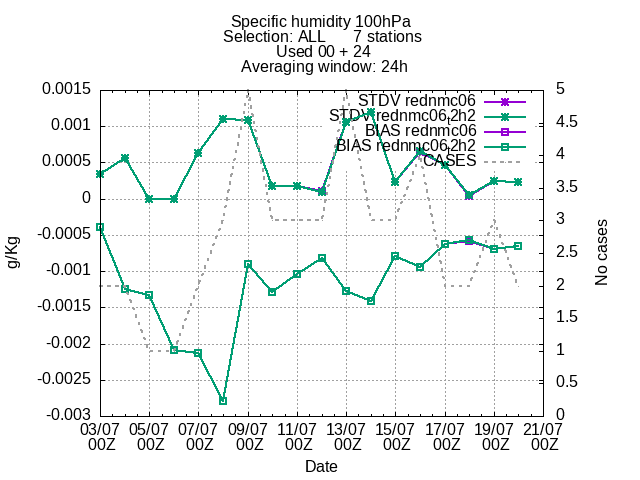 Specific humidity 100hPa
Selection: ALL 7 stations
Used 00 + 24
Averaging window: 24h
0.0015
0.001
0.0005
0
-0.0005
-0.001
-0.0015
-0.002
-0.0025
-0.003
g/Kg
STDV rednmc06
STDV rednmc06,2h2
BIAS rednmc06
BIAS rednmc06,2h2
CASES
5
4.5
4
3.5
3
2.5
2
1.5
1
0.5
0
No cases
03/07 05/07 07/07 09/07 11/07 13/07 15/07 17/07 19/07 21/07
00Z 00Z 00Z 00Z 00Z 00Z 00Z 00Z 00Z 00Z
Date